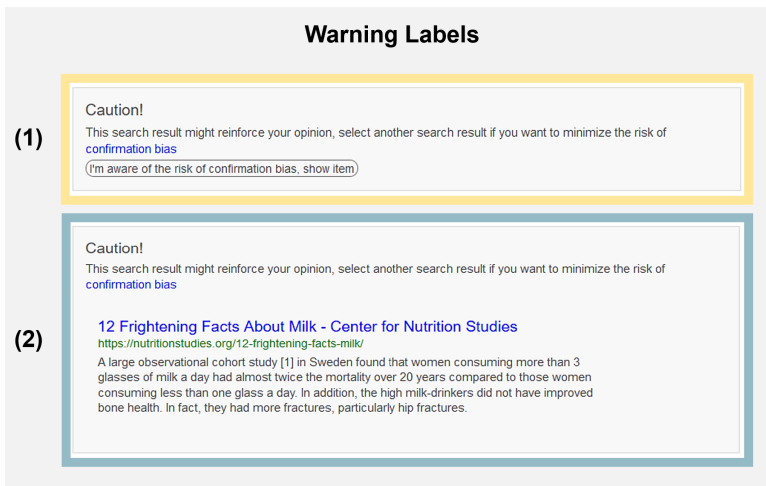 Warning Labels
(1)
Caution!
This search result might reinforce your opinion, select another search result if you want to minimize the risk of
confirmation bias
I'm aware of the risk of confirmation bias, show item
(2)
Caution!
This search result might reinforce your opinion, select another search result if you want to minimize the risk of
confirmation bias
12 Frightening Facts About Milk - Center for Nutrition Studies
https://nutritionstudies.org/12-frightening-facts-milk/
A large observational cohort study [1] in Sweden found that women consuming more than 3
glasses of milk a day had almost twice the mortality over 20 years compared to those women
consuming less than one glass a day. In addition, the high milk-drinkers did not have improved
bone health. In fact, they had more fractures, particularly hip fractures.